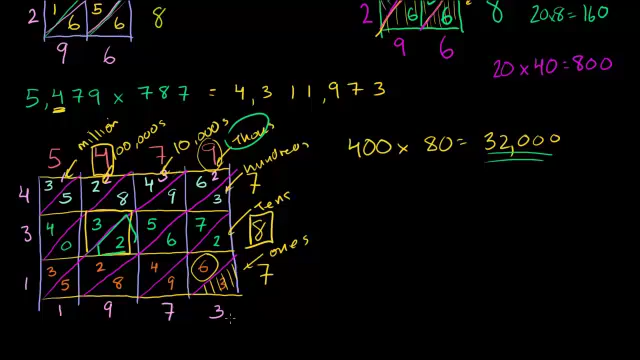 2 1 6 5 6 8
9 6
2 6 6 8
9 6
20.8=160
20×40=800
5,479 × 787 = 4,311,973
million 100,000s 10,000s Thous
5 4 7 9
4 3 5 2 8 4 9 6 3 7 hundreds
3 4 0 3 2 5 6 7 2 8 Tens
1 3 5 2 8 4 9 6 3 7 ones
1 9 7 3
400 × 80 = 32,000